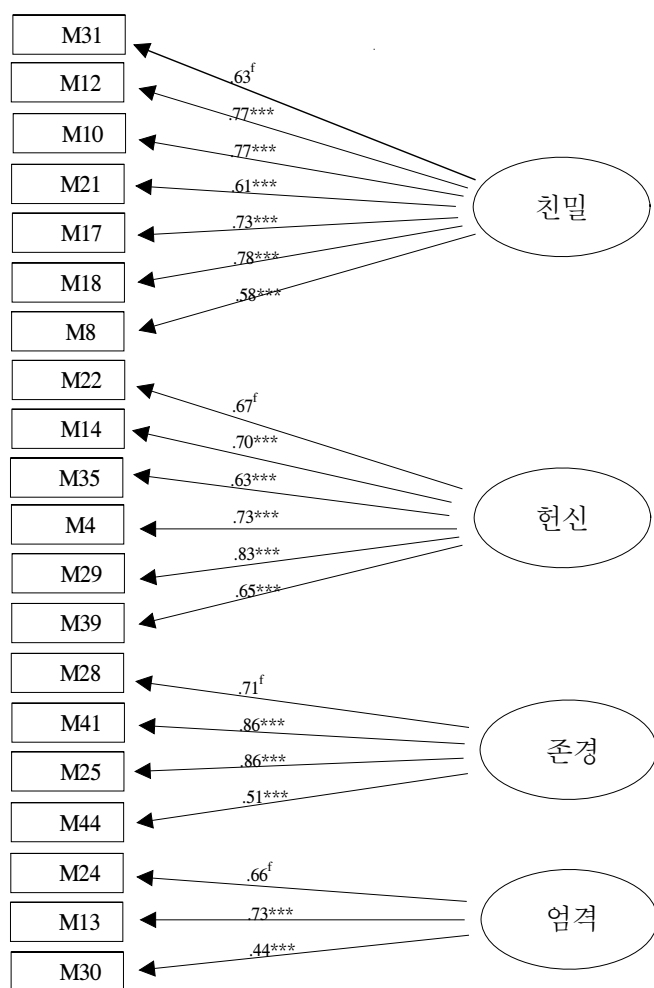 M31
.63f
M12
.77***
M10
.77***
M21
.61***
M17
.73***
M18
.78***
M8
.58***
친밀
M22
.67f
M14
.70***
M35
.63***
M4
.73***
M29
.83***
M39
.65***
헌신
M28
.71f
M41
.86***
M25
.86***
M44
.51***
존경
M24
.66f
M13
.73***
M30
.44***
엄격